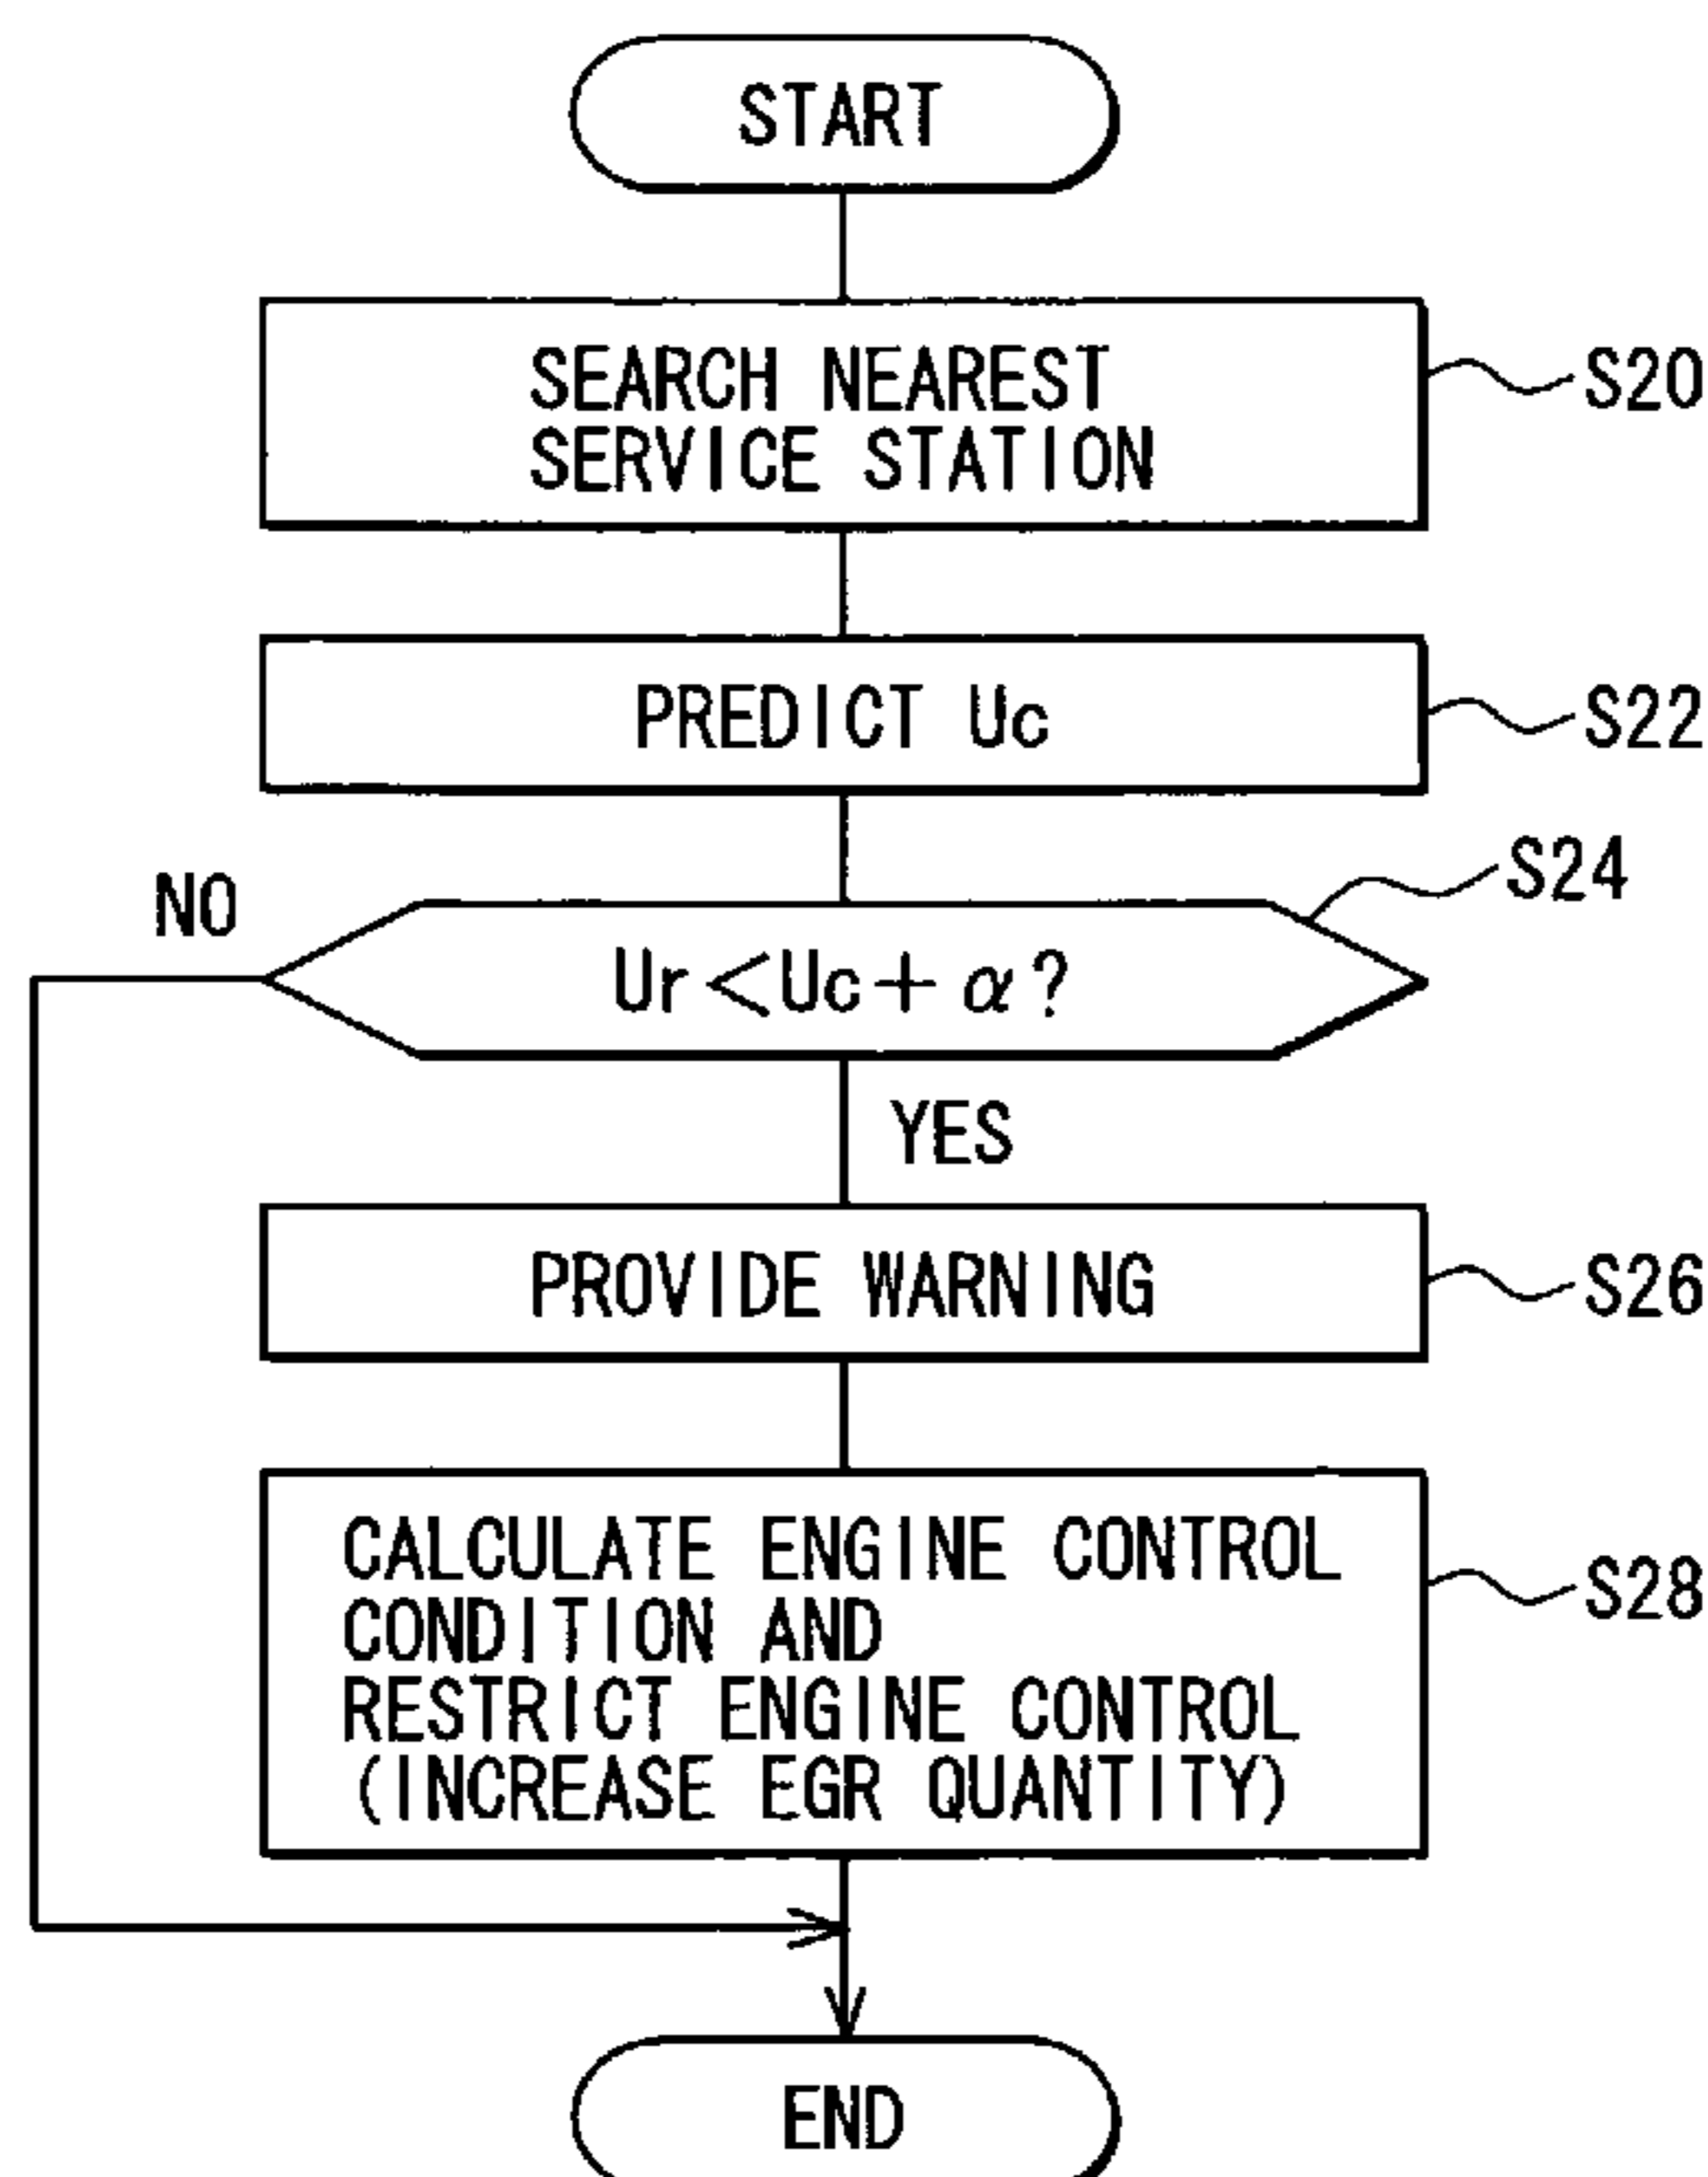 START
SEARCH NEAREST
SERVICE STATION
S20
PREDICT Uc
S22
S24
NO
Ur<Uc+α?
YES
PROVIDE WARNING
S26
CALCULATE ENGINE CONTROL
CONDITION AND
RESTRICT ENGINE CONTROL
(INCREASE EGR QUANTITY)
S28
END